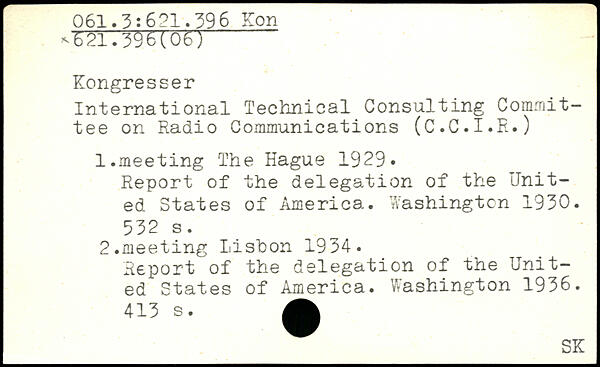 061.3:621.396 Kon
×621.396(06)
Kongresser
International Technical Consulting Commit-
tee on Radio Communications (C.C.I.R.)
1.meeting The Hague 1929.
Report of the delegation of the Unit-
ed States of America. Washington 1930.
532 s.
2.meeting Lisbon 1934.
Report of the delegation of the Unit-
ed States of America. Washington 1936.
413 s.
SK